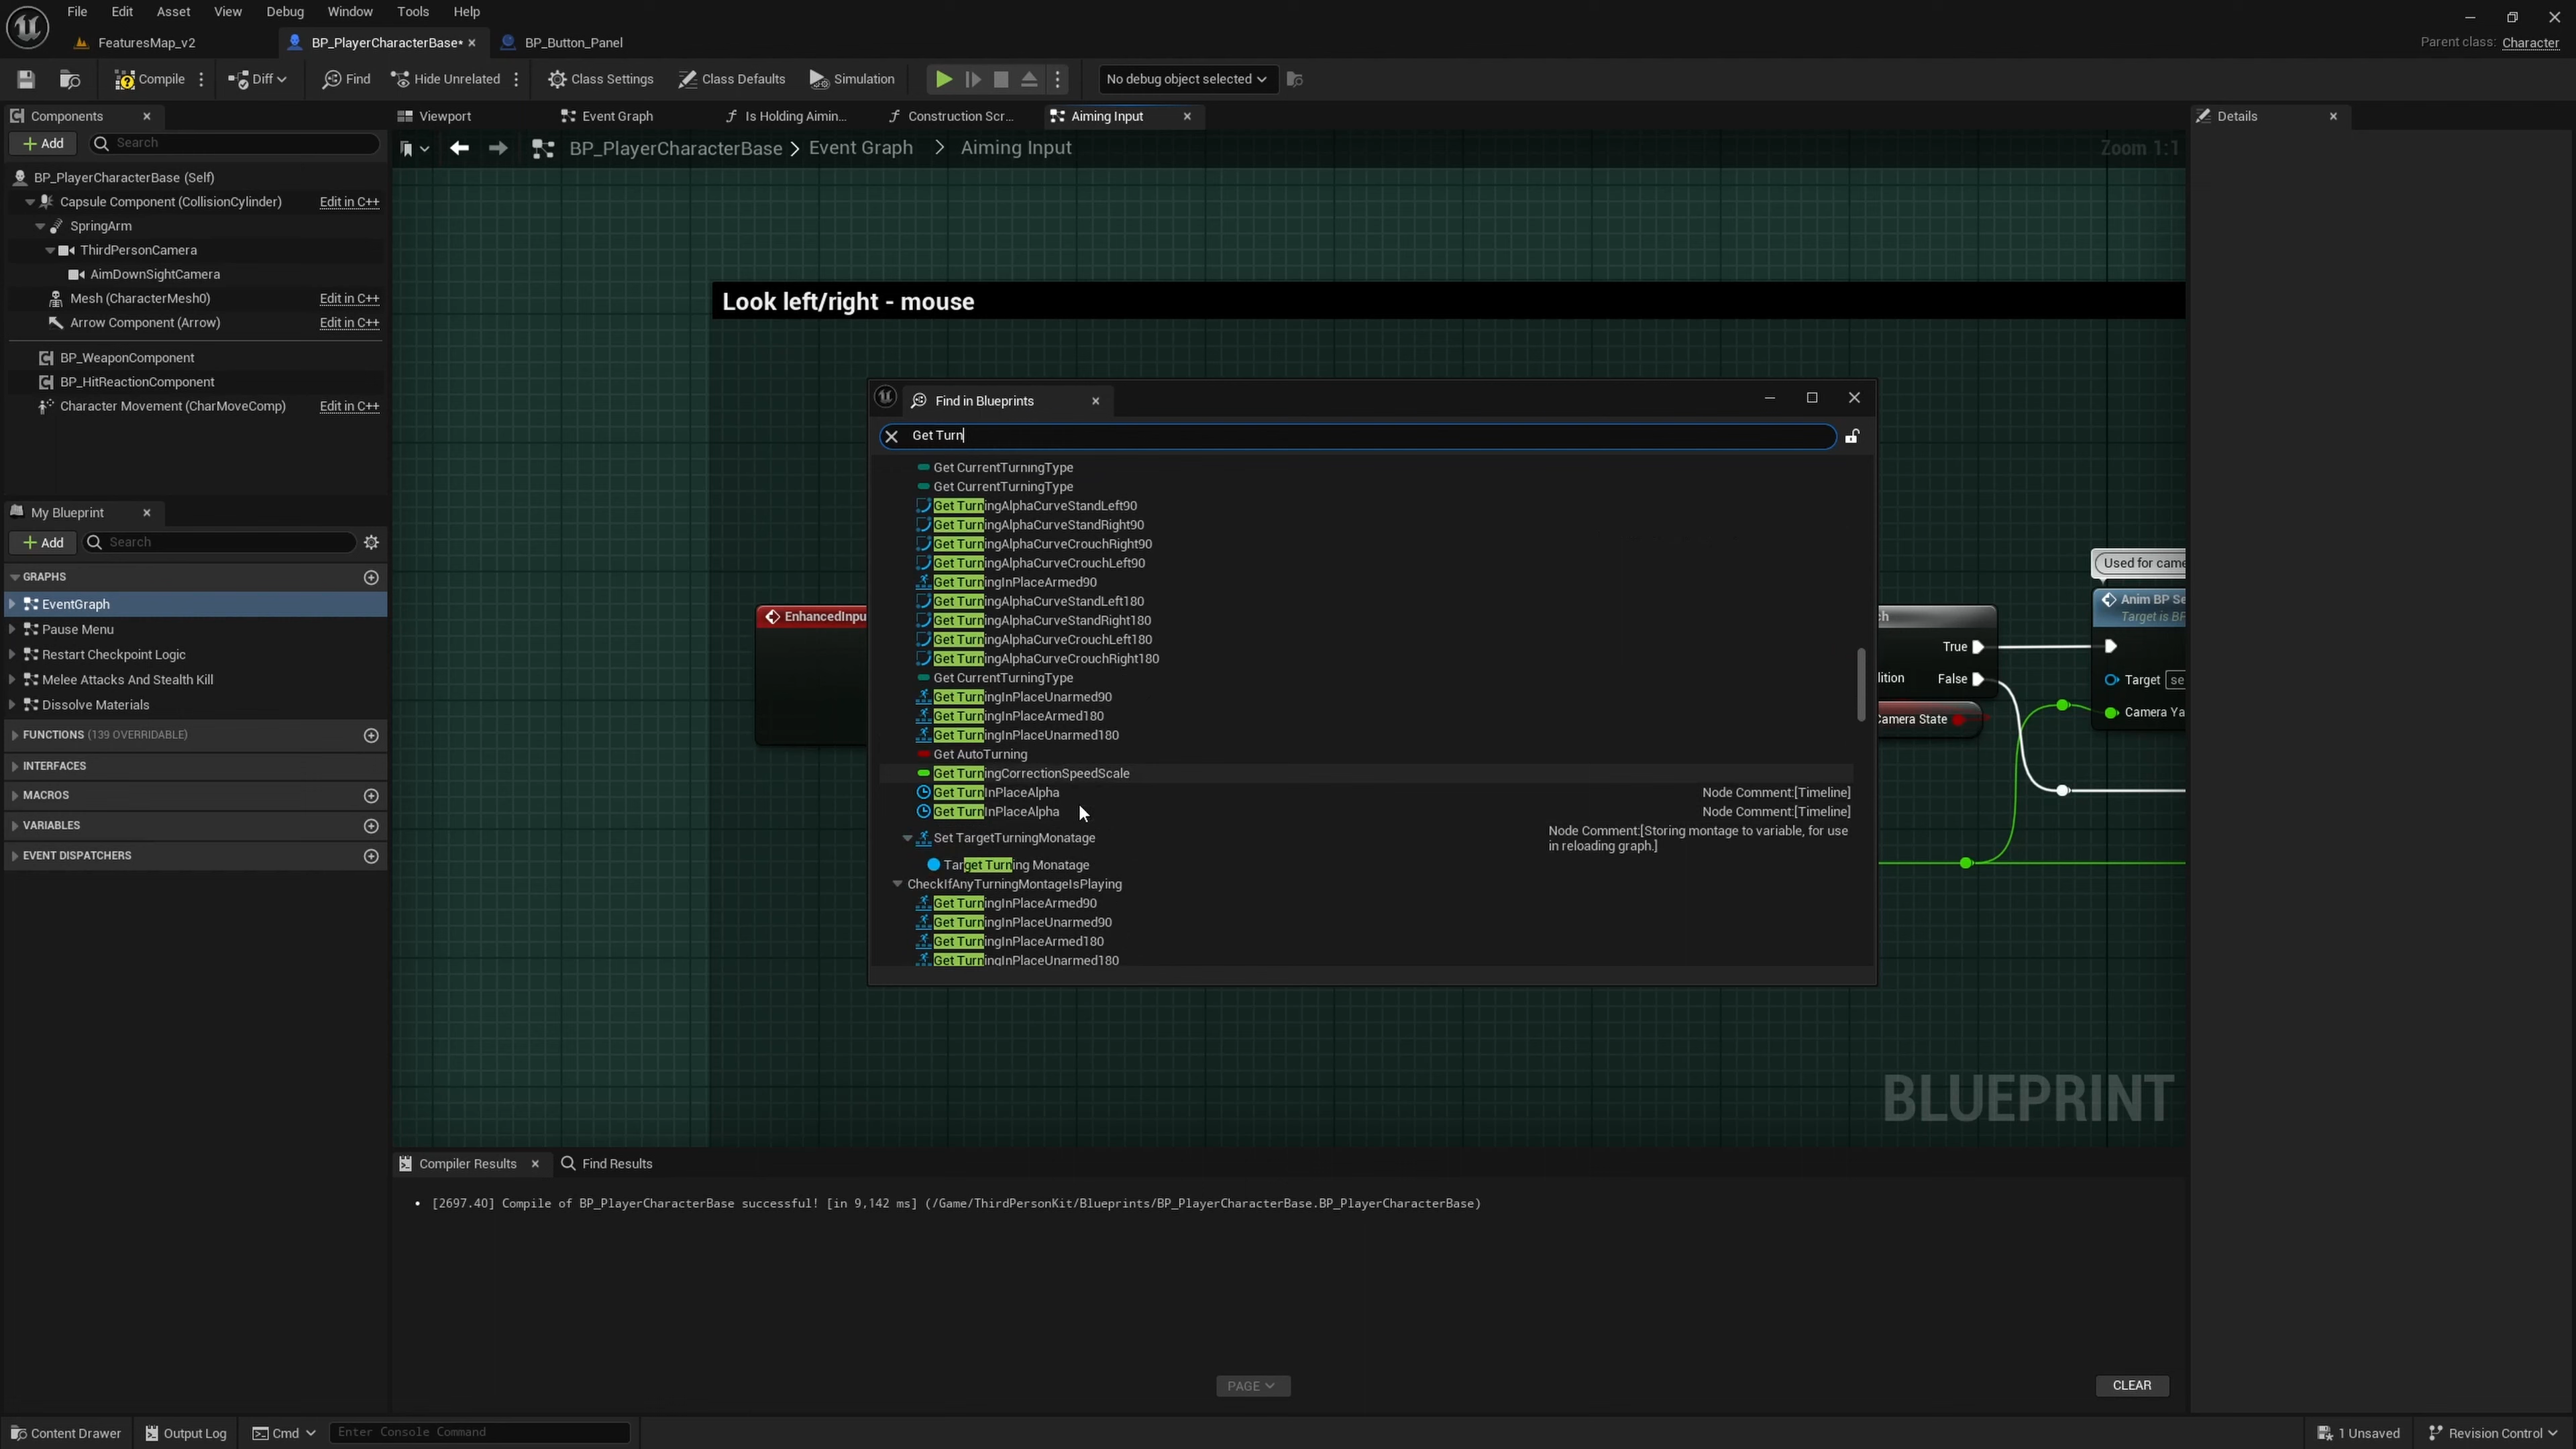 File Edit Asset View Debug Window Tools Help
FeaturesMap_v2 BP_PlayerCharacterBase* BP_Button_Panel Parent class: Character
Compile Diff Find Hide Unrelated Class Settings Class Defaults Simulation No debug object selected
Components
Viewport Event Graph Is Holding Aimin... Construction Scr... Aiming Input
Details
Add Search
BP_PlayerCharacterBase > Event Graph > Aiming Input
Zoom 1:1
BP_PlayerCharacterBase (Self)
Capsule Component (CollisionCylinder) Edit in C++
SpringArm
ThirdPersonCamera
AimDownSightCamera
Mesh (CharacterMesh0) Edit in C++
Arrow Component (Arrow) Edit in C++
BP_WeaponComponent
BP_HitReactionComponent
Character Movement (CharMoveComp) Edit in C++
My Blueprint
Add Search
GRAPHS
EventGraph
Pause Menu
Restart Checkpoint Logic
Melee Attacks And Stealth Kill
Dissolve Materials
FUNCTIONS (139 OVERRIDABLE)
INTERFACES
MACROS
VARIABLES
EVENT DISPATCHERS
Look left/right - mouse
EnhancedInpu
Find in Blueprints
Get Turn
Get CurrentTurningType
Get CurrentTurningType
Get TurningAlphaCurveStandLeft90
Get TurningAlphaCurveStandRight90
Get TurningAlphaCurveCrouchRight90
Get TurningAlphaCurveCrouchLeft90
Get TurningInPlaceArmed90
Get TurningAlphaCurveStandLeft180
Get TurningAlphaCurveStandRight180
Get TurningAlphaCurveCrouchLeft180
Get TurningAlphaCurveCrouchRight180
Get CurrentTurningType
Get TurningInPlaceUnarmed90
Get TurningInPlaceArmed180
Get TurningInPlaceUnarmed180
Get AutoTurning
Get TurningCorrectionSpeedScale
Get TurnInPlaceAlpha Node Comment:[Timeline]
Get TurnInPlaceAlpha Node Comment:[Timeline]
Set TargetTurningMonatage Node Comment:[Storing montage to variable, for use
in reloading graph.]
Target Turning Monatage
CheckIfAnyTurningMontageIsPlaying
Get TurningInPlaceArmed90
Get TurningInPlaceUnarmed90
Get TurningInPlaceArmed180
Get TurningInPlaceUnarmed180
ch
True
lition False
Camera State
Used for came
Anim BP Se
Target is BP
Target se
Camera Ya
BLUEPRINT
Compiler Results Find Results
• [2697.40] Compile of BP_PlayerCharacterBase successful! [in 9,142 ms] (/Game/ThirdPersonKit/Blueprints/BP_PlayerCharacterBase.BP_PlayerCharacterBase)
PAGE CLEAR
Content Drawer Output Log Cmd Enter Console Command 1 Unsaved Revision Control